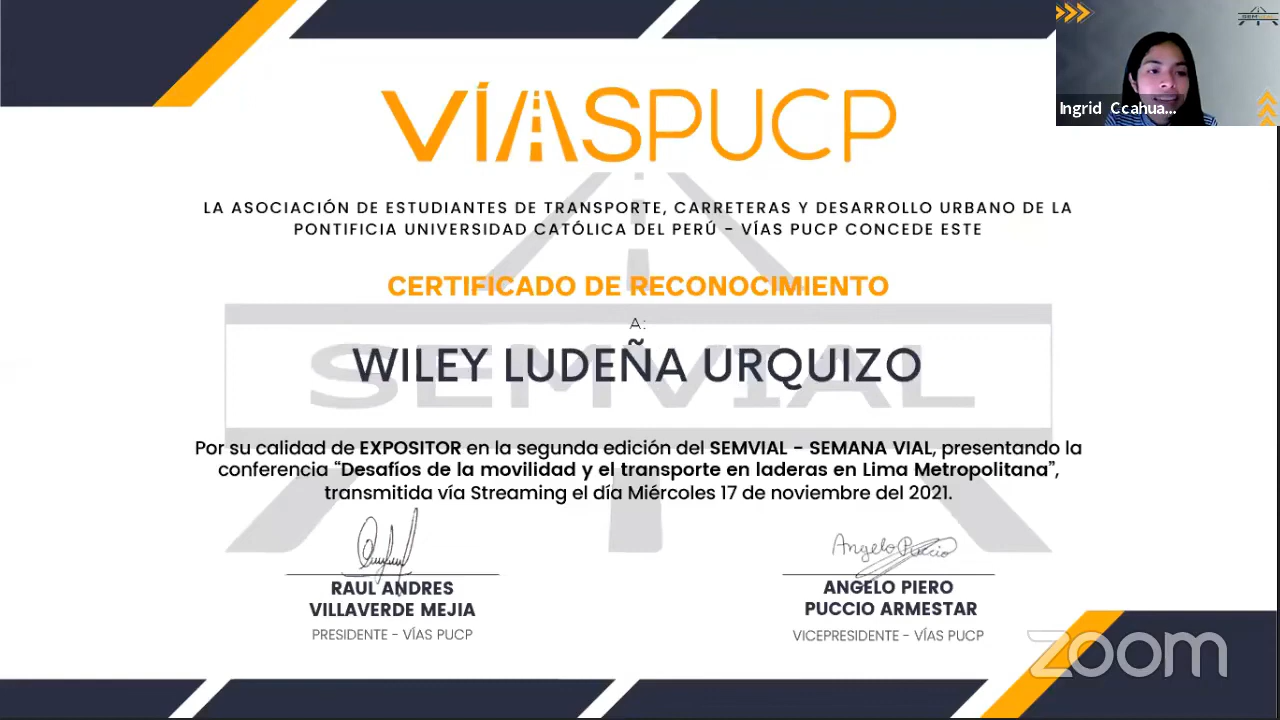 VÍASPUCP
Ingrid Ccahua...
LA ASOCIACIÓN DE ESTUDIANTES DE TRANSPORTE, CARRETERAS Y DESARROLLO URBANO DE LA
PONTIFICIA UNIVERSIDAD CATÓLICA DEL PERÚ - VÍAS PUCP CONCEDE ESTE
CERTIFICADO DE RECONOCIMIENTO
A:
WILEY LUDEÑA URQUIZO
SEMVIAL
Por su calidad de EXPOSITOR en la segunda edición del SEMVIAL - SEMANA VIAL, presentando la
conferencia "Desafíos de la movilidad y el transporte en laderas en Lima Metropolitana",
transmitida vía Streaming el día Miércoles 17 de noviembre del 2021.
Angelo Puccio
RAUL ANDRES
VILLAVERDE MEJIA
PRESIDENTE - VÍAS PUCP
ANGELO PIERO
PUCCIO ARMESTAR
VICEPRESIDENTE - VÍAS PUCP
zoom